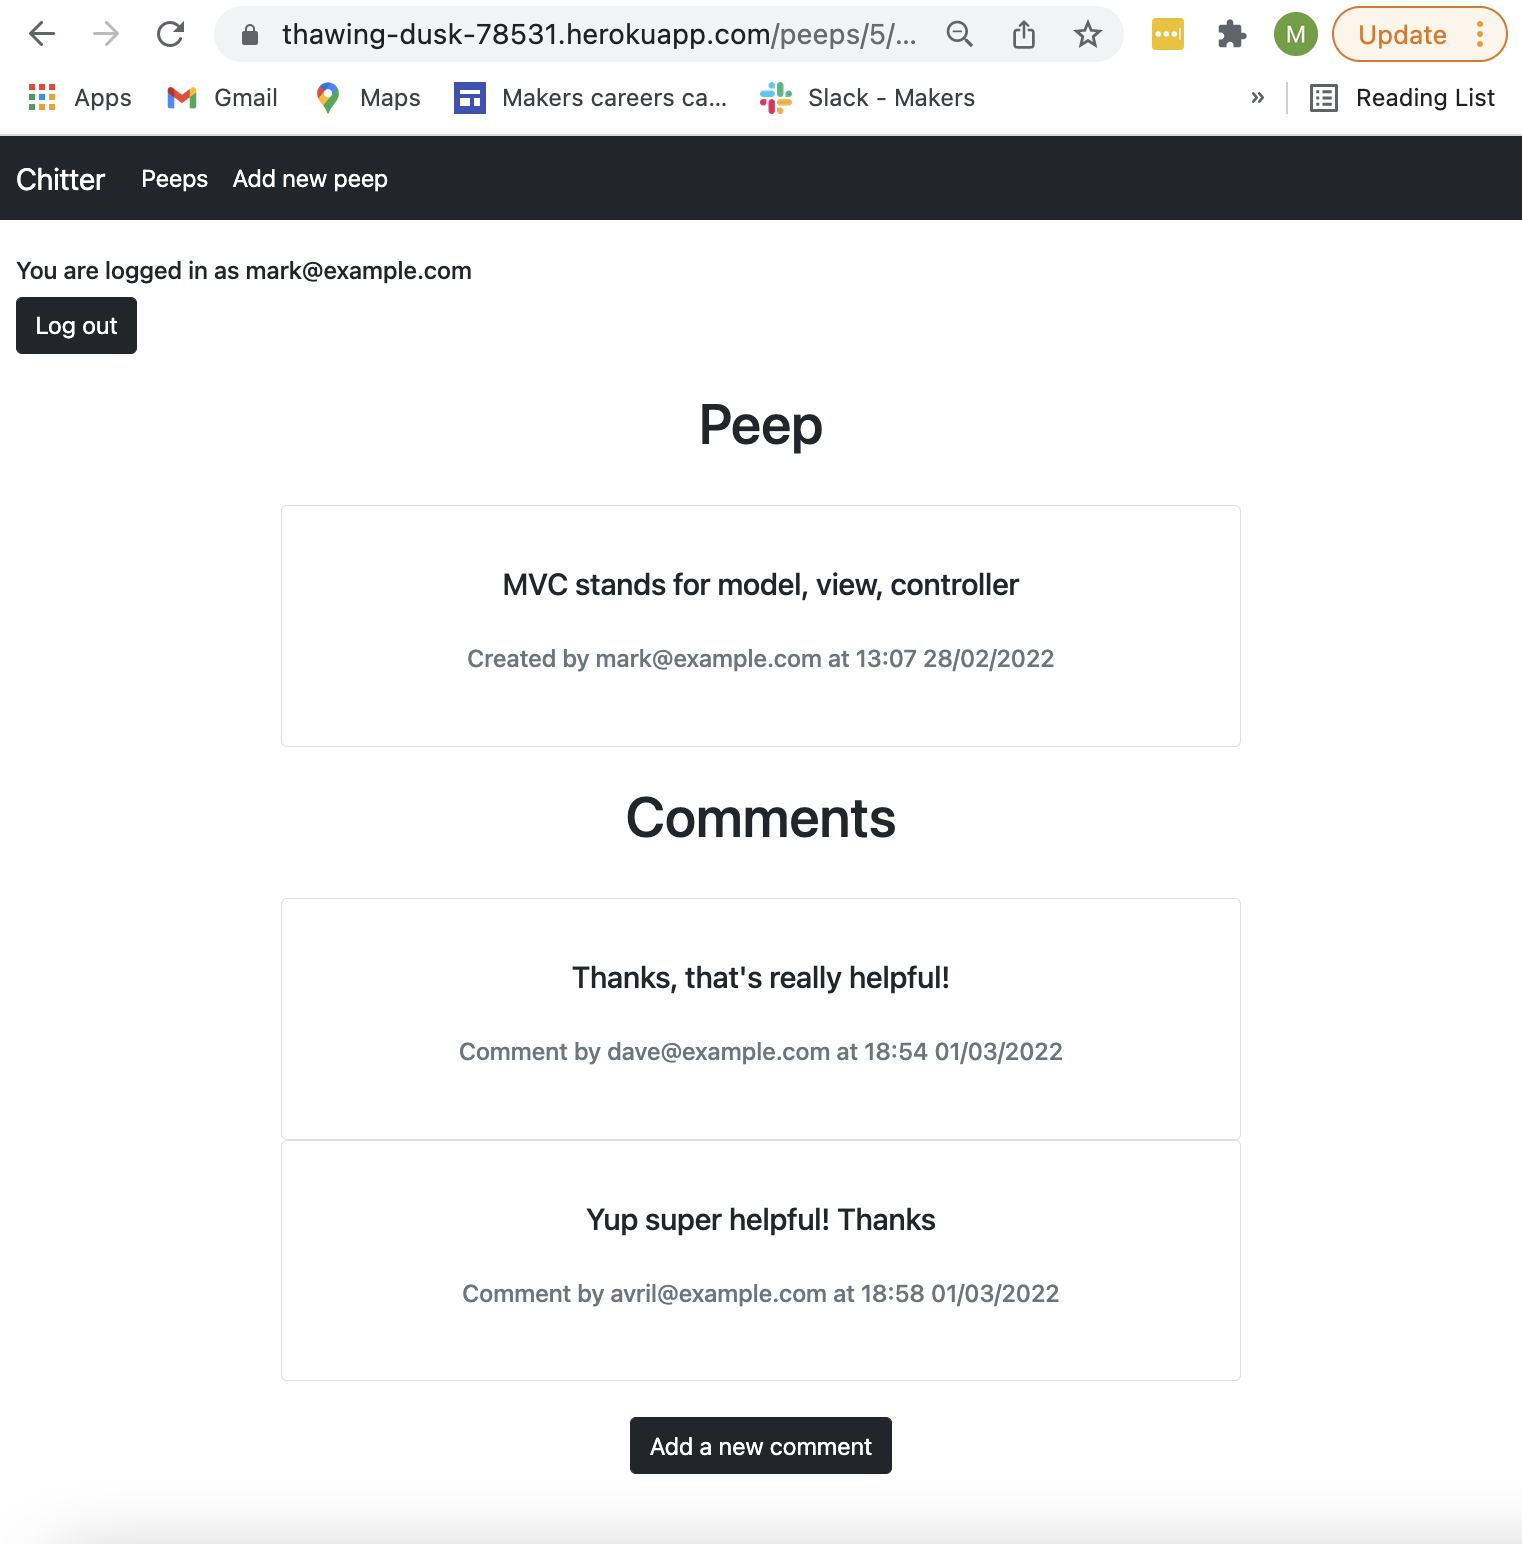 thawing-dusk-78531.herokuapp.com/peeps/5/...
M
Update
Apps
Gmail
Maps
Makers careers ca...
Slack - Makers
»
Reading List
Chitter
Peeps
Add new peep
You are logged in as mark@example.com
Log out
Peep
MVC stands for model, view, controller
Created by mark@example.com at 13:07 28/02/2022
Comments
Thanks, that's really helpful!
Comment by dave@example.com at 18:54 01/03/2022
Yup super helpful! Thanks
Comment by avril@example.com at 18:58 01/03/2022
Add a new comment